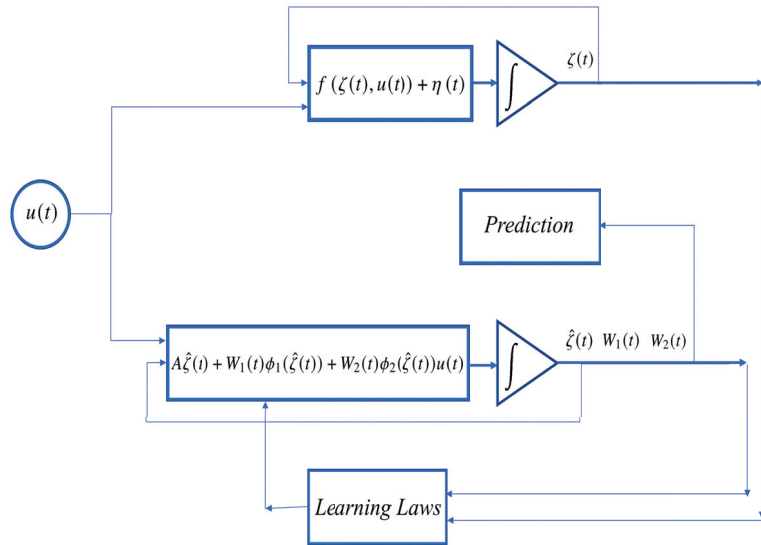 ζ(t)
f (ζ(t), u(t)) + η (t)
∫
u(t)
Prediction
ζ̂(t) W₁(t) W₂(t)
Aζ̂(t) + W₁(t)ϕ₁(ζ̂(t)) + W₂(t)ϕ₂(ζ̂(t))u(t)
∫
Learning Laws